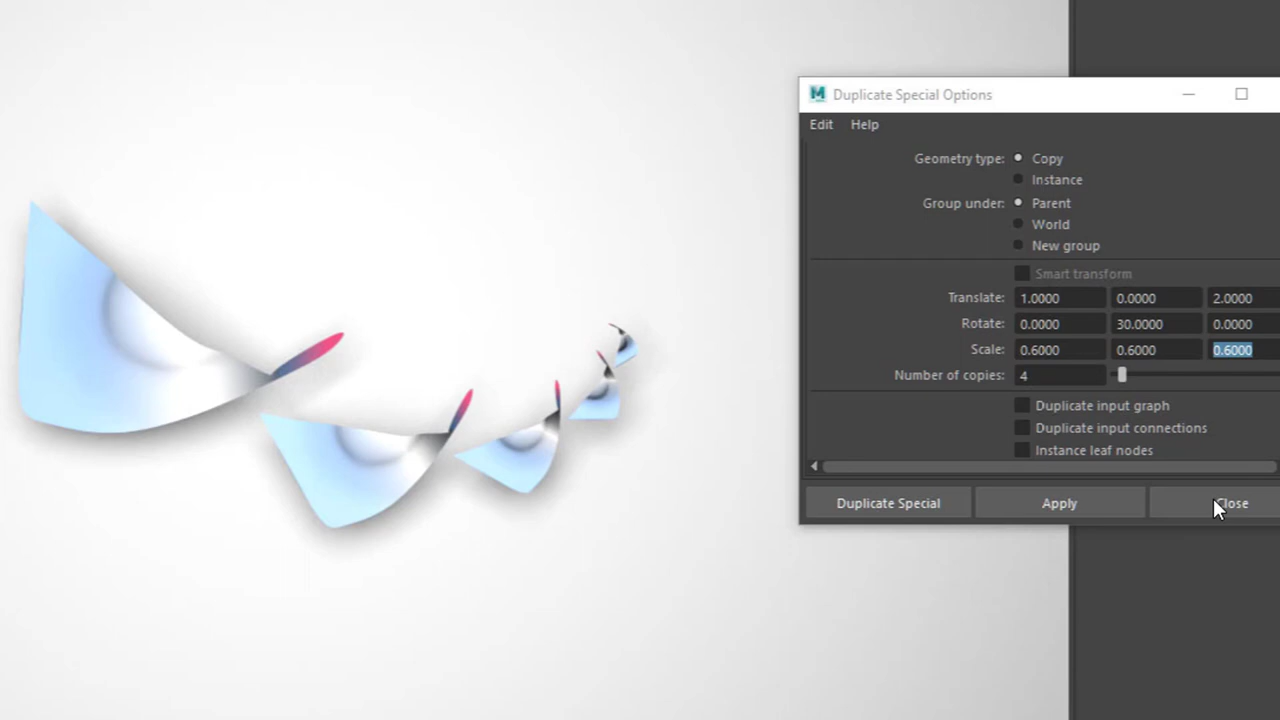 M Duplicate Special Options
Edit Help
Geometry type: Copy
Instance
Group under: Parent
World
New group
Smart transform
Translate: 1.0000 0.0000 2.0000
Rotate: 0.0000 30.0000 0.0000
Scale: 0.6000 0.6000 0.6000
Number of copies: 4
Duplicate input graph
Duplicate input connections
Instance leaf nodes
Duplicate Special Apply Close